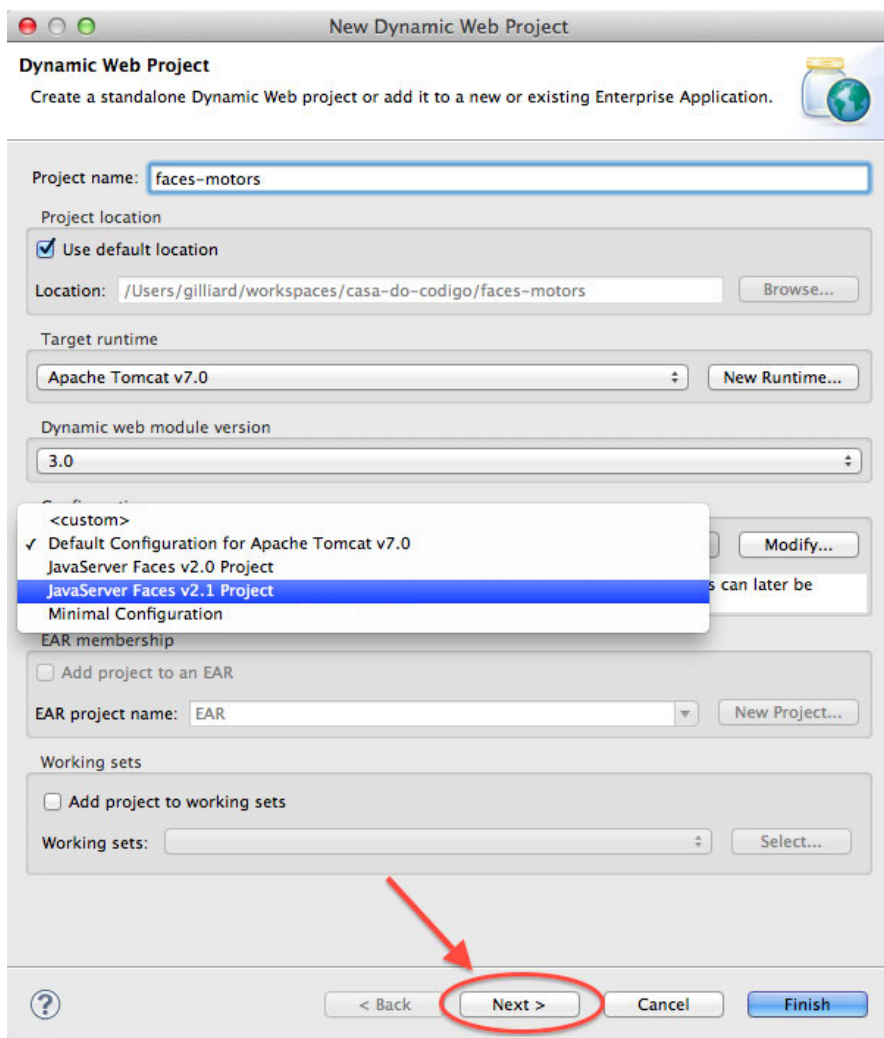 New Dynamic Web Project
Dynamic Web Project
Create a standalone Dynamic Web project or add it to a new or existing Enterprise Application.
Project name: faces-motors
Project location
Use default location
Location: /Users/gilliard/workspaces/casa-do-codigo/faces-motors Browse...
Target runtime
Apache Tomcat v7.0 New Runtime...
Dynamic web module version
3.0
<custom>
✓ Default Configuration for Apache Tomcat v7.0 Modify...
JavaServer Faces v2.0 Project
JavaServer Faces v2.1 Project s can later be
Minimal Configuration
EAR membership
Add project to an EAR
EAR project name: EAR New Project...
Working sets
Add project to working sets
Working sets: Select...
? < Back Next > Cancel Finish